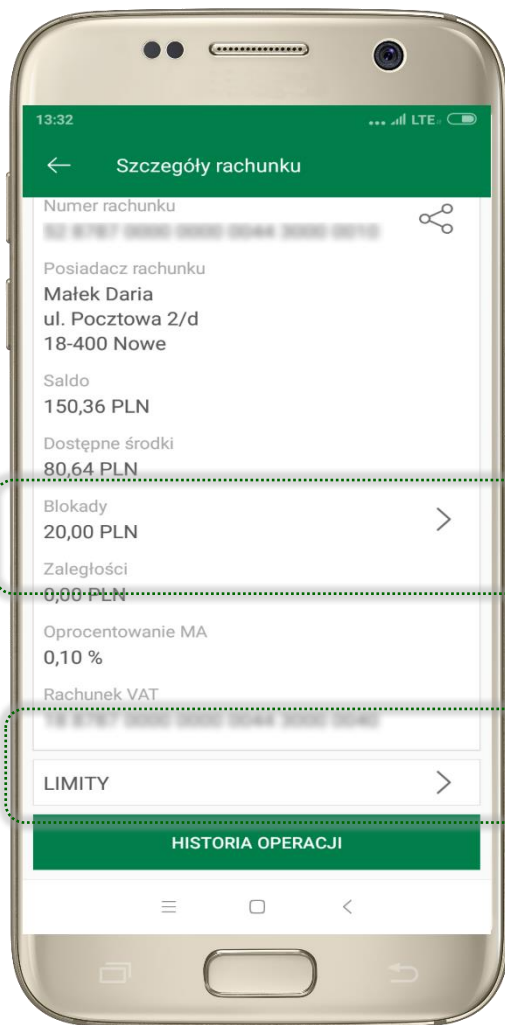 13:32
LTE
Szczegóły rachunku
Numer rachunku
Posiadacz rachunku
Małek Daria
ul. Pocztowa 2/d
18-400 Nowe
Saldo
150,36 PLN
Dostępne środki
80,64 PLN
Blokady
20,00 PLN
Zaległości
0,00 PLN
Oprocentowanie MA
0,10 %
Rachunek VAT
LIMITY
HISTORIA OPERACJI